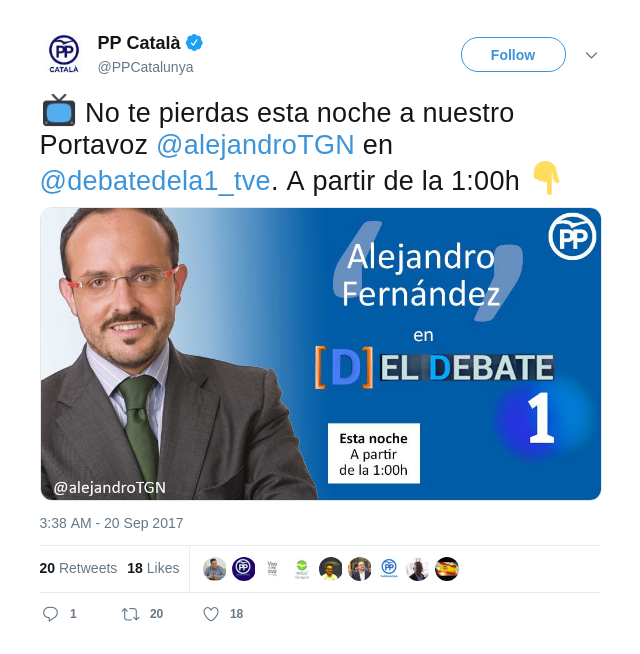 PP Català
@PPCatalunya
PP
CATALÀ
Follow
No te pierdas esta noche a nuestro
Portavoz @alejandroTGN en
@debatedela1_tve. A partir de la 1:00h
PP
Alejandro
Fernández
en
[D] EL DEBATE
1
Esta noche
A partir
de la 1:00h
@alejandroTGN
3:38 AM - 20 Sep 2017
20 Retweets 18 Likes
1 20 18